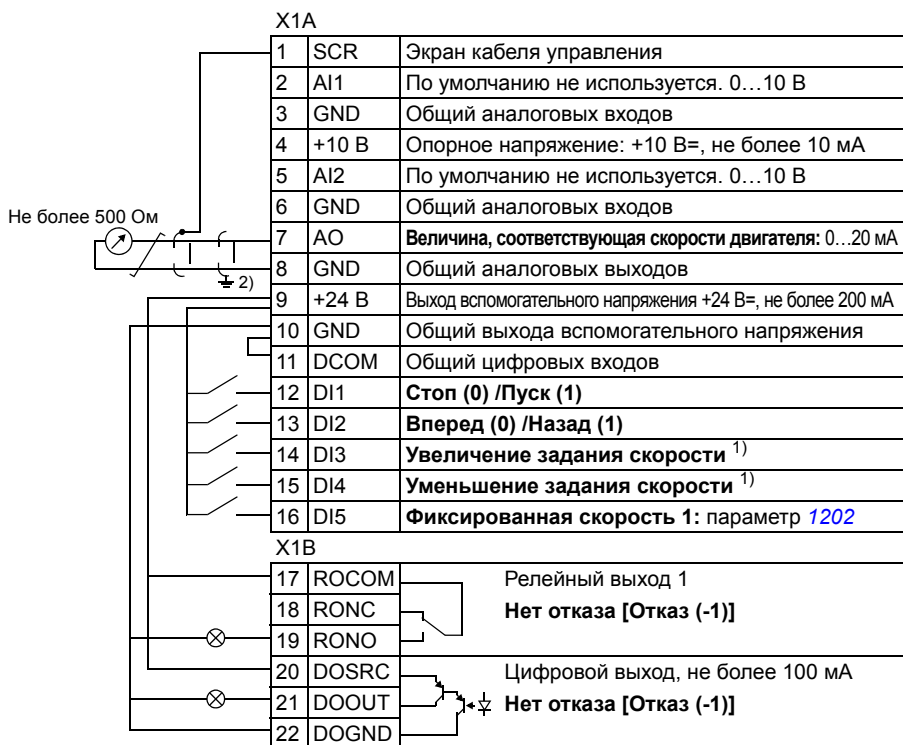 X1A
1 SCR Экран кабеля управления
2 AI1 По умолчанию не используется. 0…10 В
3 GND Общий аналоговых входов
4 +10 В Опорное напряжение: +10 В=, не более 10 мА
5 AI2 По умолчанию не используется. 0…10 В
6 GND Общий аналоговых входов
Не более 500 Ом
7 AO Величина, соответствующая скорости двигателя: 0…20 мА
8 GND Общий аналоговых выходов
2)
9 +24 В Выход вспомогательного напряжения +24 В=, не более 200 мА
10 GND Общий выхода вспомогательного напряжения
11 DCOM Общий цифровых входов
12 DI1 Стоп (0) /Пуск (1)
13 DI2 Вперед (0) /Назад (1)
14 DI3 Увеличение задания скорости 1)
15 DI4 Уменьшение задания скорости 1)
16 DI5 Фиксированная скорость 1: параметр 1202
X1B
17 ROCOM Релейный выход 1
18 RONC Нет отказа [Отказ (-1)]
19 RONO
20 DOSRC Цифровой выход, не более 100 мА
21 DOOUT Нет отказа [Отказ (-1)]
22 DOGND